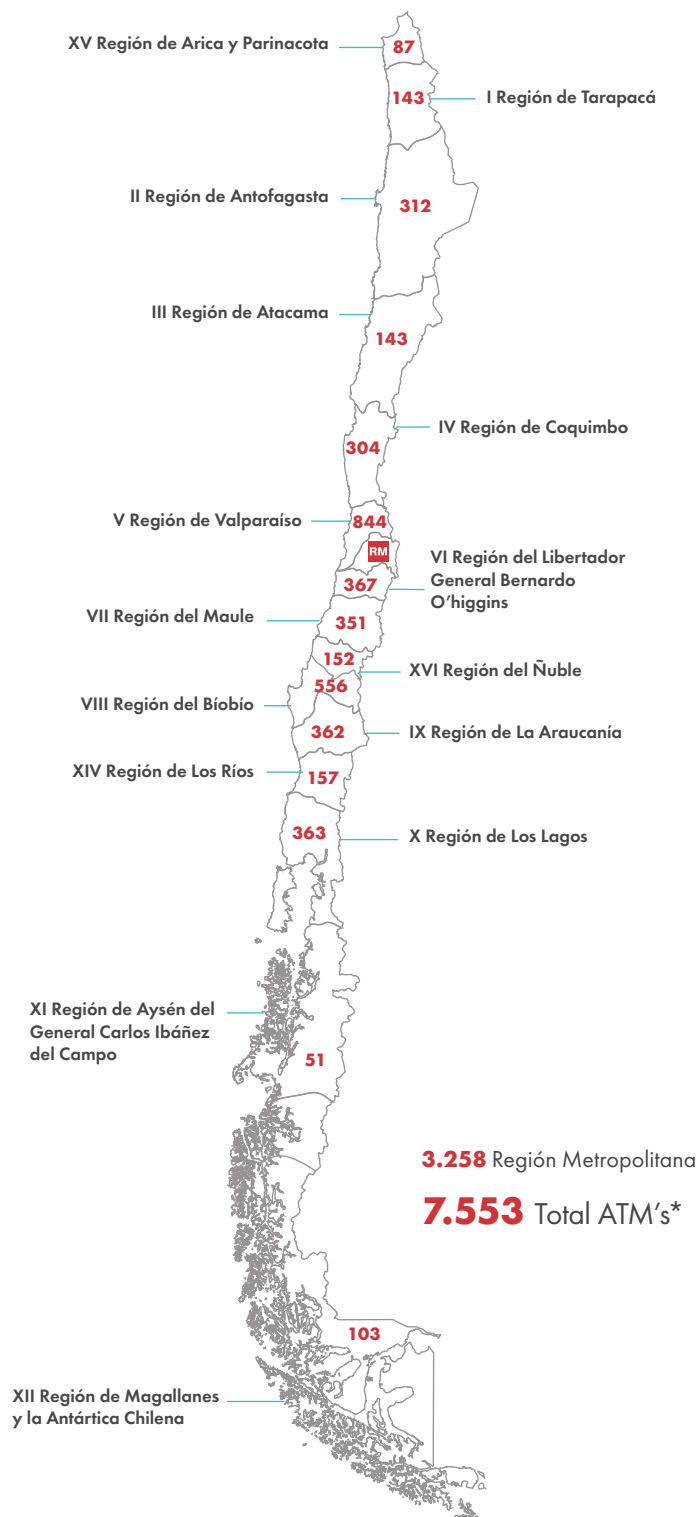 XV Región de Arica y Parinacota
87
143
I Región de Tarapacá
II Región de Antofagasta
312
III Región de Atacama
143
IV Región de Coquimbo
304
V Región de Valparaíso
844
RM
VI Región del Libertador
General Bernardo
O'higgins
367
VII Región del Maule
351
152
XVI Región del Ñuble
556
VIII Región del Bíobío
362
IX Región de La Araucanía
XIV Región de Los Ríos
157
363
X Región de Los Lagos
XI Región de Aysén del
General Carlos Ibáñez
del Campo
51
3.258 Región Metropolitana
7.553 Total ATM's*
103
XII Región de Magallanes
y la Antártica Chilena